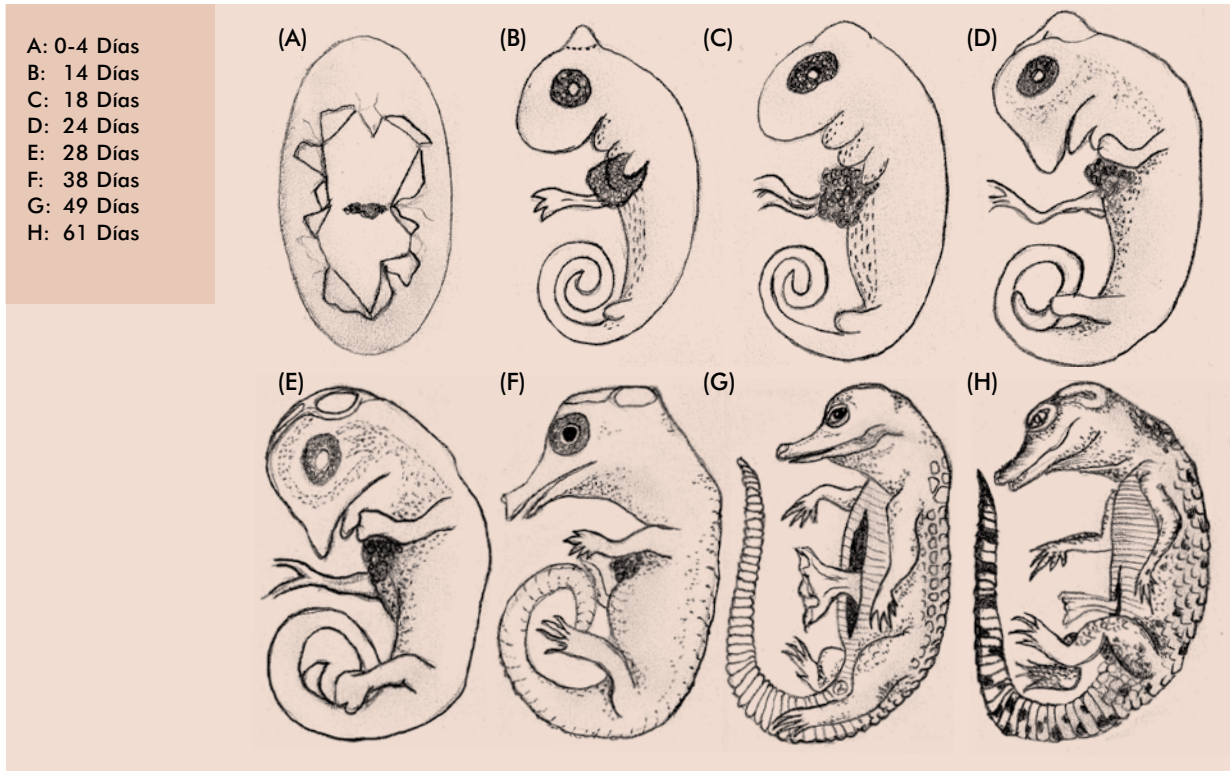 A: 0-4 Días
B: 14 Días
C: 18 Días
D: 24 Días
E: 28 Días
F: 38 Días
G: 49 Días
H: 61 Días
(A)
(B)
(C)
(D)
(E)
(F)
(G)
(H)